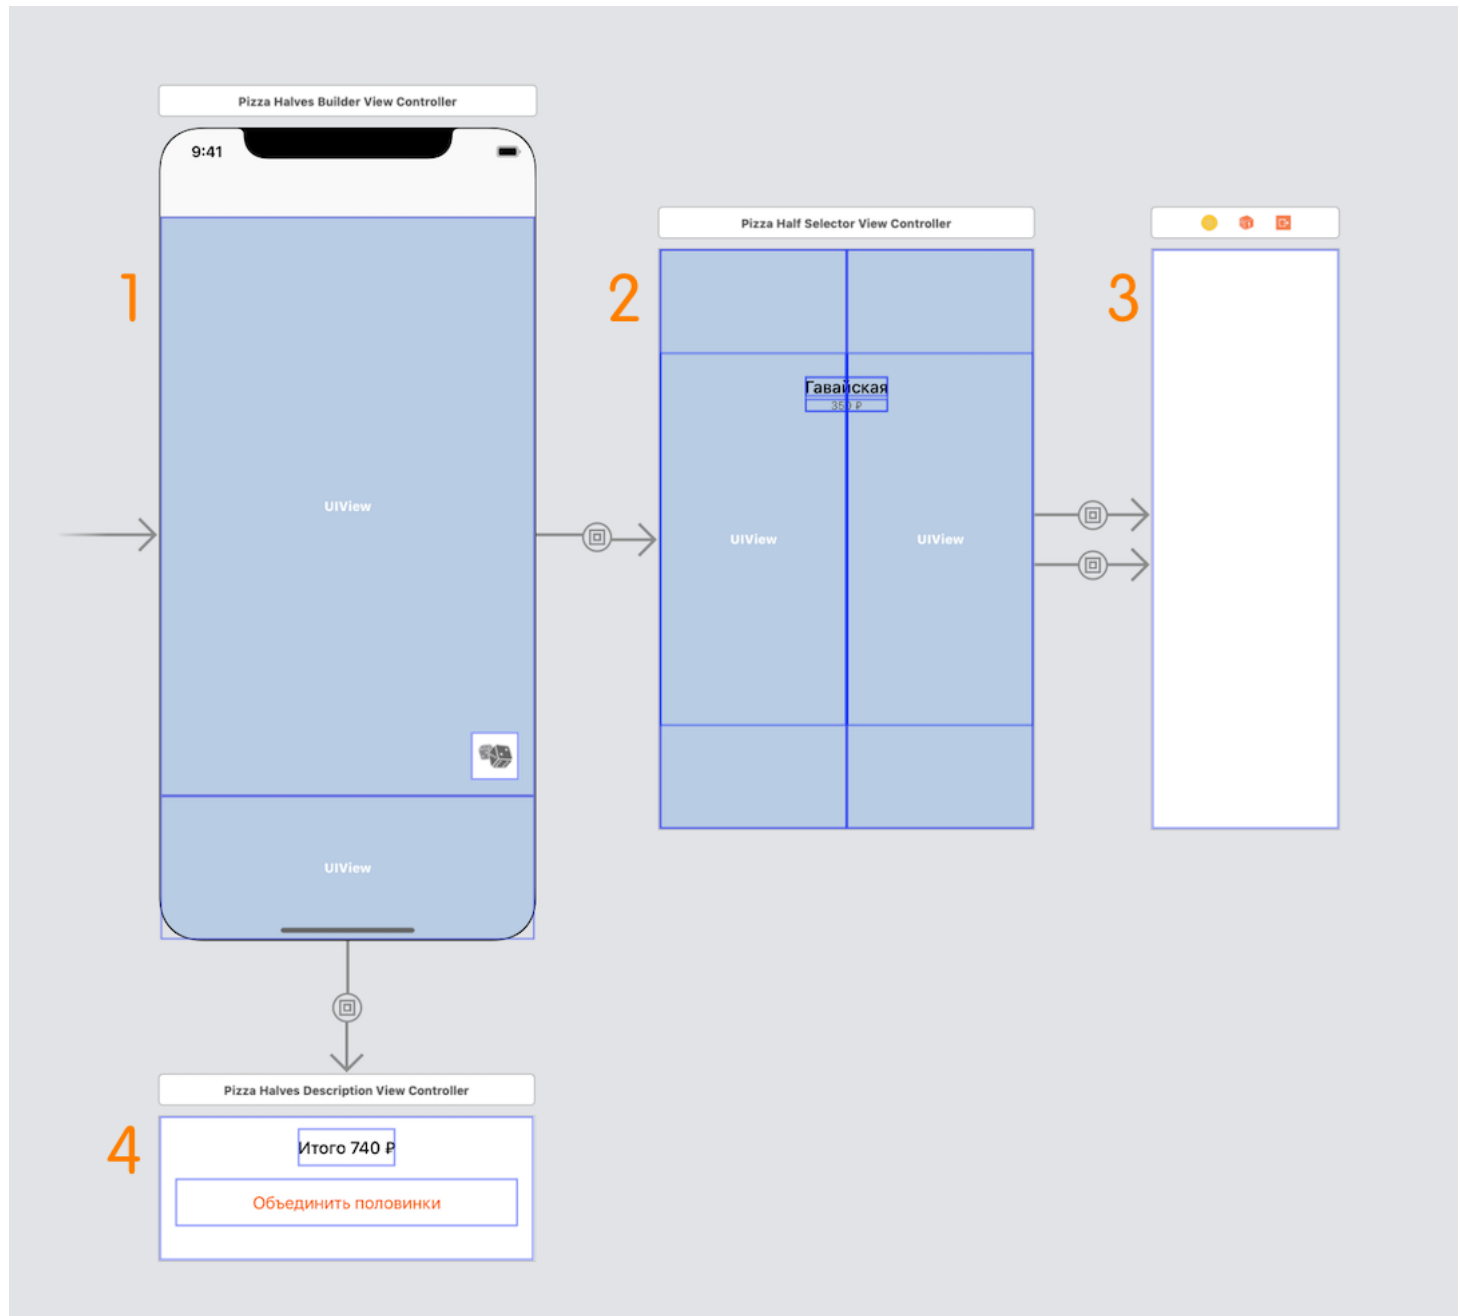 Pizza Halves Builder View Controller
9:41
1
UIView
UIView
Pizza Half Selector View Controller
2
Гавайская
350 ₽
UIView
UIView
3
Pizza Halves Description View Controller
4
Итого 740 ₽
Объединить половинки